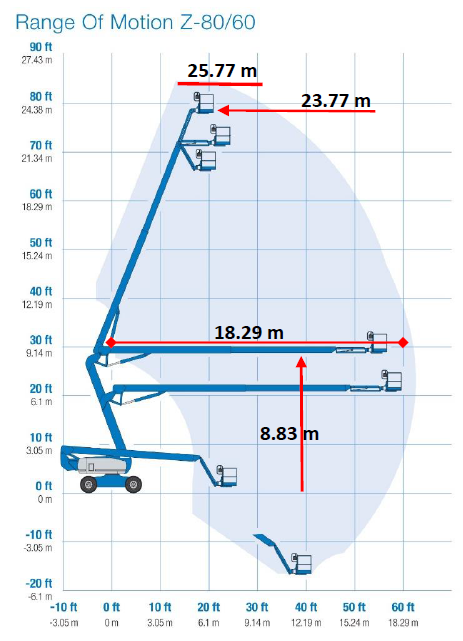 Range Of Motion Z-80/60
90 ft
27.43 m
25.77 m
80 ft
24.38 m
23.77 m
70 ft
21.34 m
60 ft
18.29 m
50 ft
15.24 m
40 ft
12.19 m
18.29 m
30 ft
9.14 m
20 ft
6.1 m
8.83 m
10 ft
3.05 m
0 ft
0 m
-10 ft
-3.05 m
-20 ft
-6.1 m
-10 ft 0 ft 10 ft 20 ft 30 ft 40 ft 50 ft 60 ft
-3.05 m 0 m 3.05 m 6.1 m 9.14 m 12.19 m 15.24 m 18.29 m